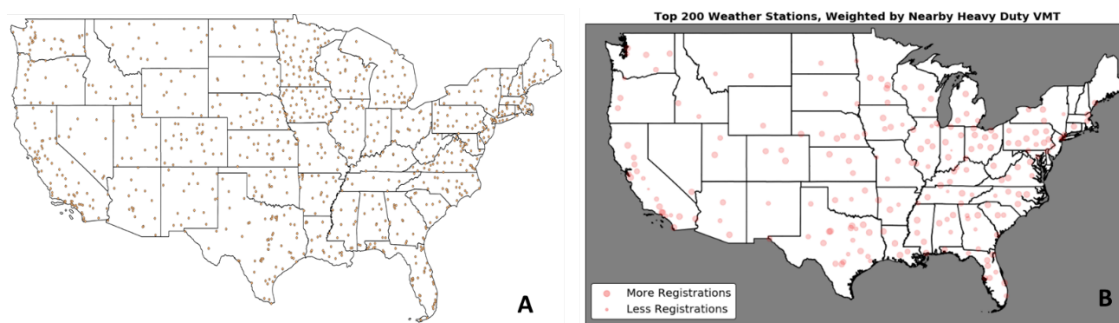 Top 200 Weather Stations, Weighted by Nearby Heavy Duty VMT
A
More Registrations
Less Registrations
B